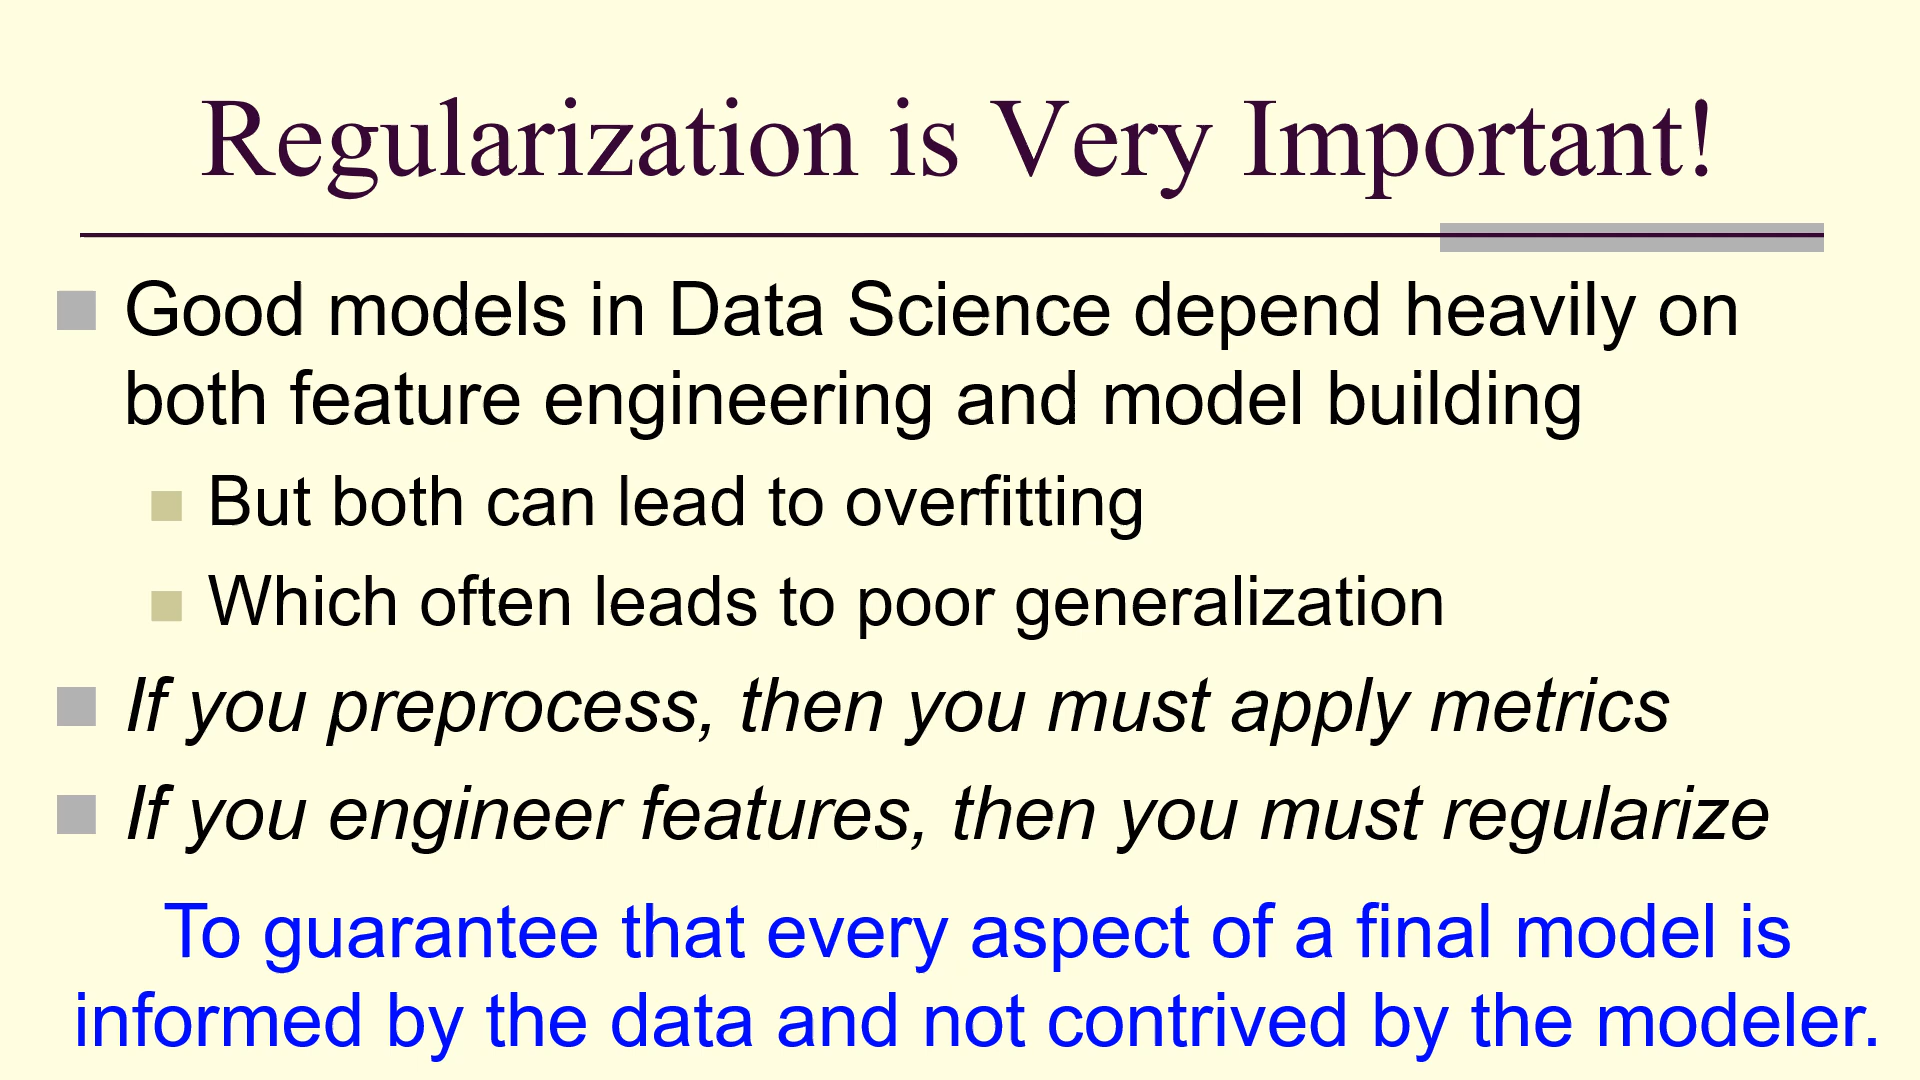 Regularization is Very Important!
Good models in Data Science depend heavily on
both feature engineering and model building
But both can lead to overfitting
Which often leads to poor generalization
If you preprocess, then you must apply metrics
If you engineer features, then you must regularize
To guarantee that every aspect of a final model is
informed by the data and not contrived by the modeler.